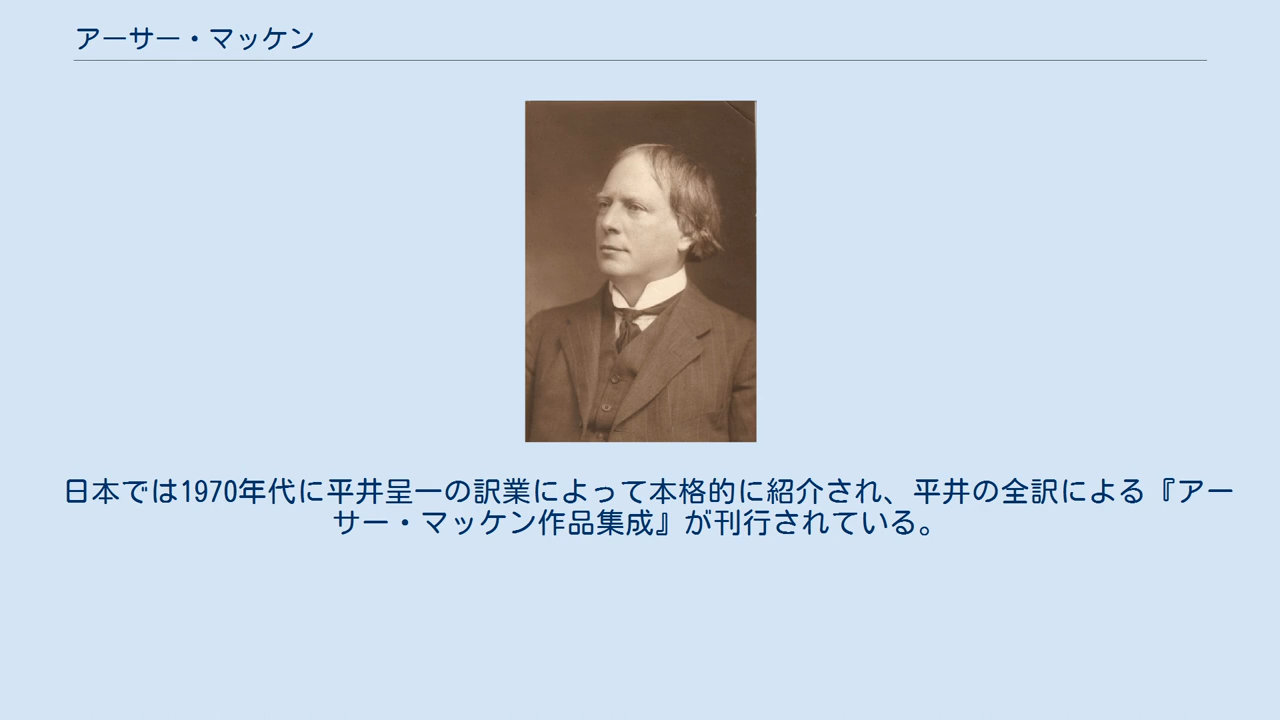 アーサー・マッケン
日本では1970年代に平井呈一の訳業によって本格的に紹介され、平井の全訳による『アー
サー・マッケン作品集成』が刊行されている。